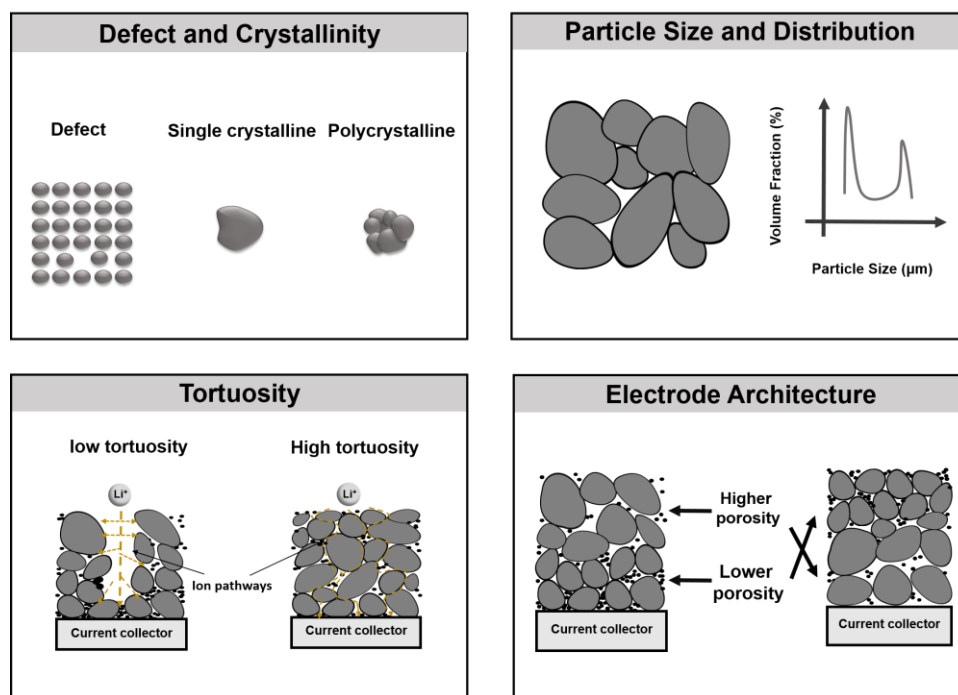 Defect and Crystallinity
Defect
Single crystalline
Polycrystalline
Particle Size and Distribution
Volume Fraction (%)
Particle Size (µm)
Tortuosity
low tortuosity
High tortuosity
Li⁺
Li⁺
Ion pathways
Current collector
Current collector
Electrode Architecture
Higher
porosity
Lower
porosity
Current collector
Current collector